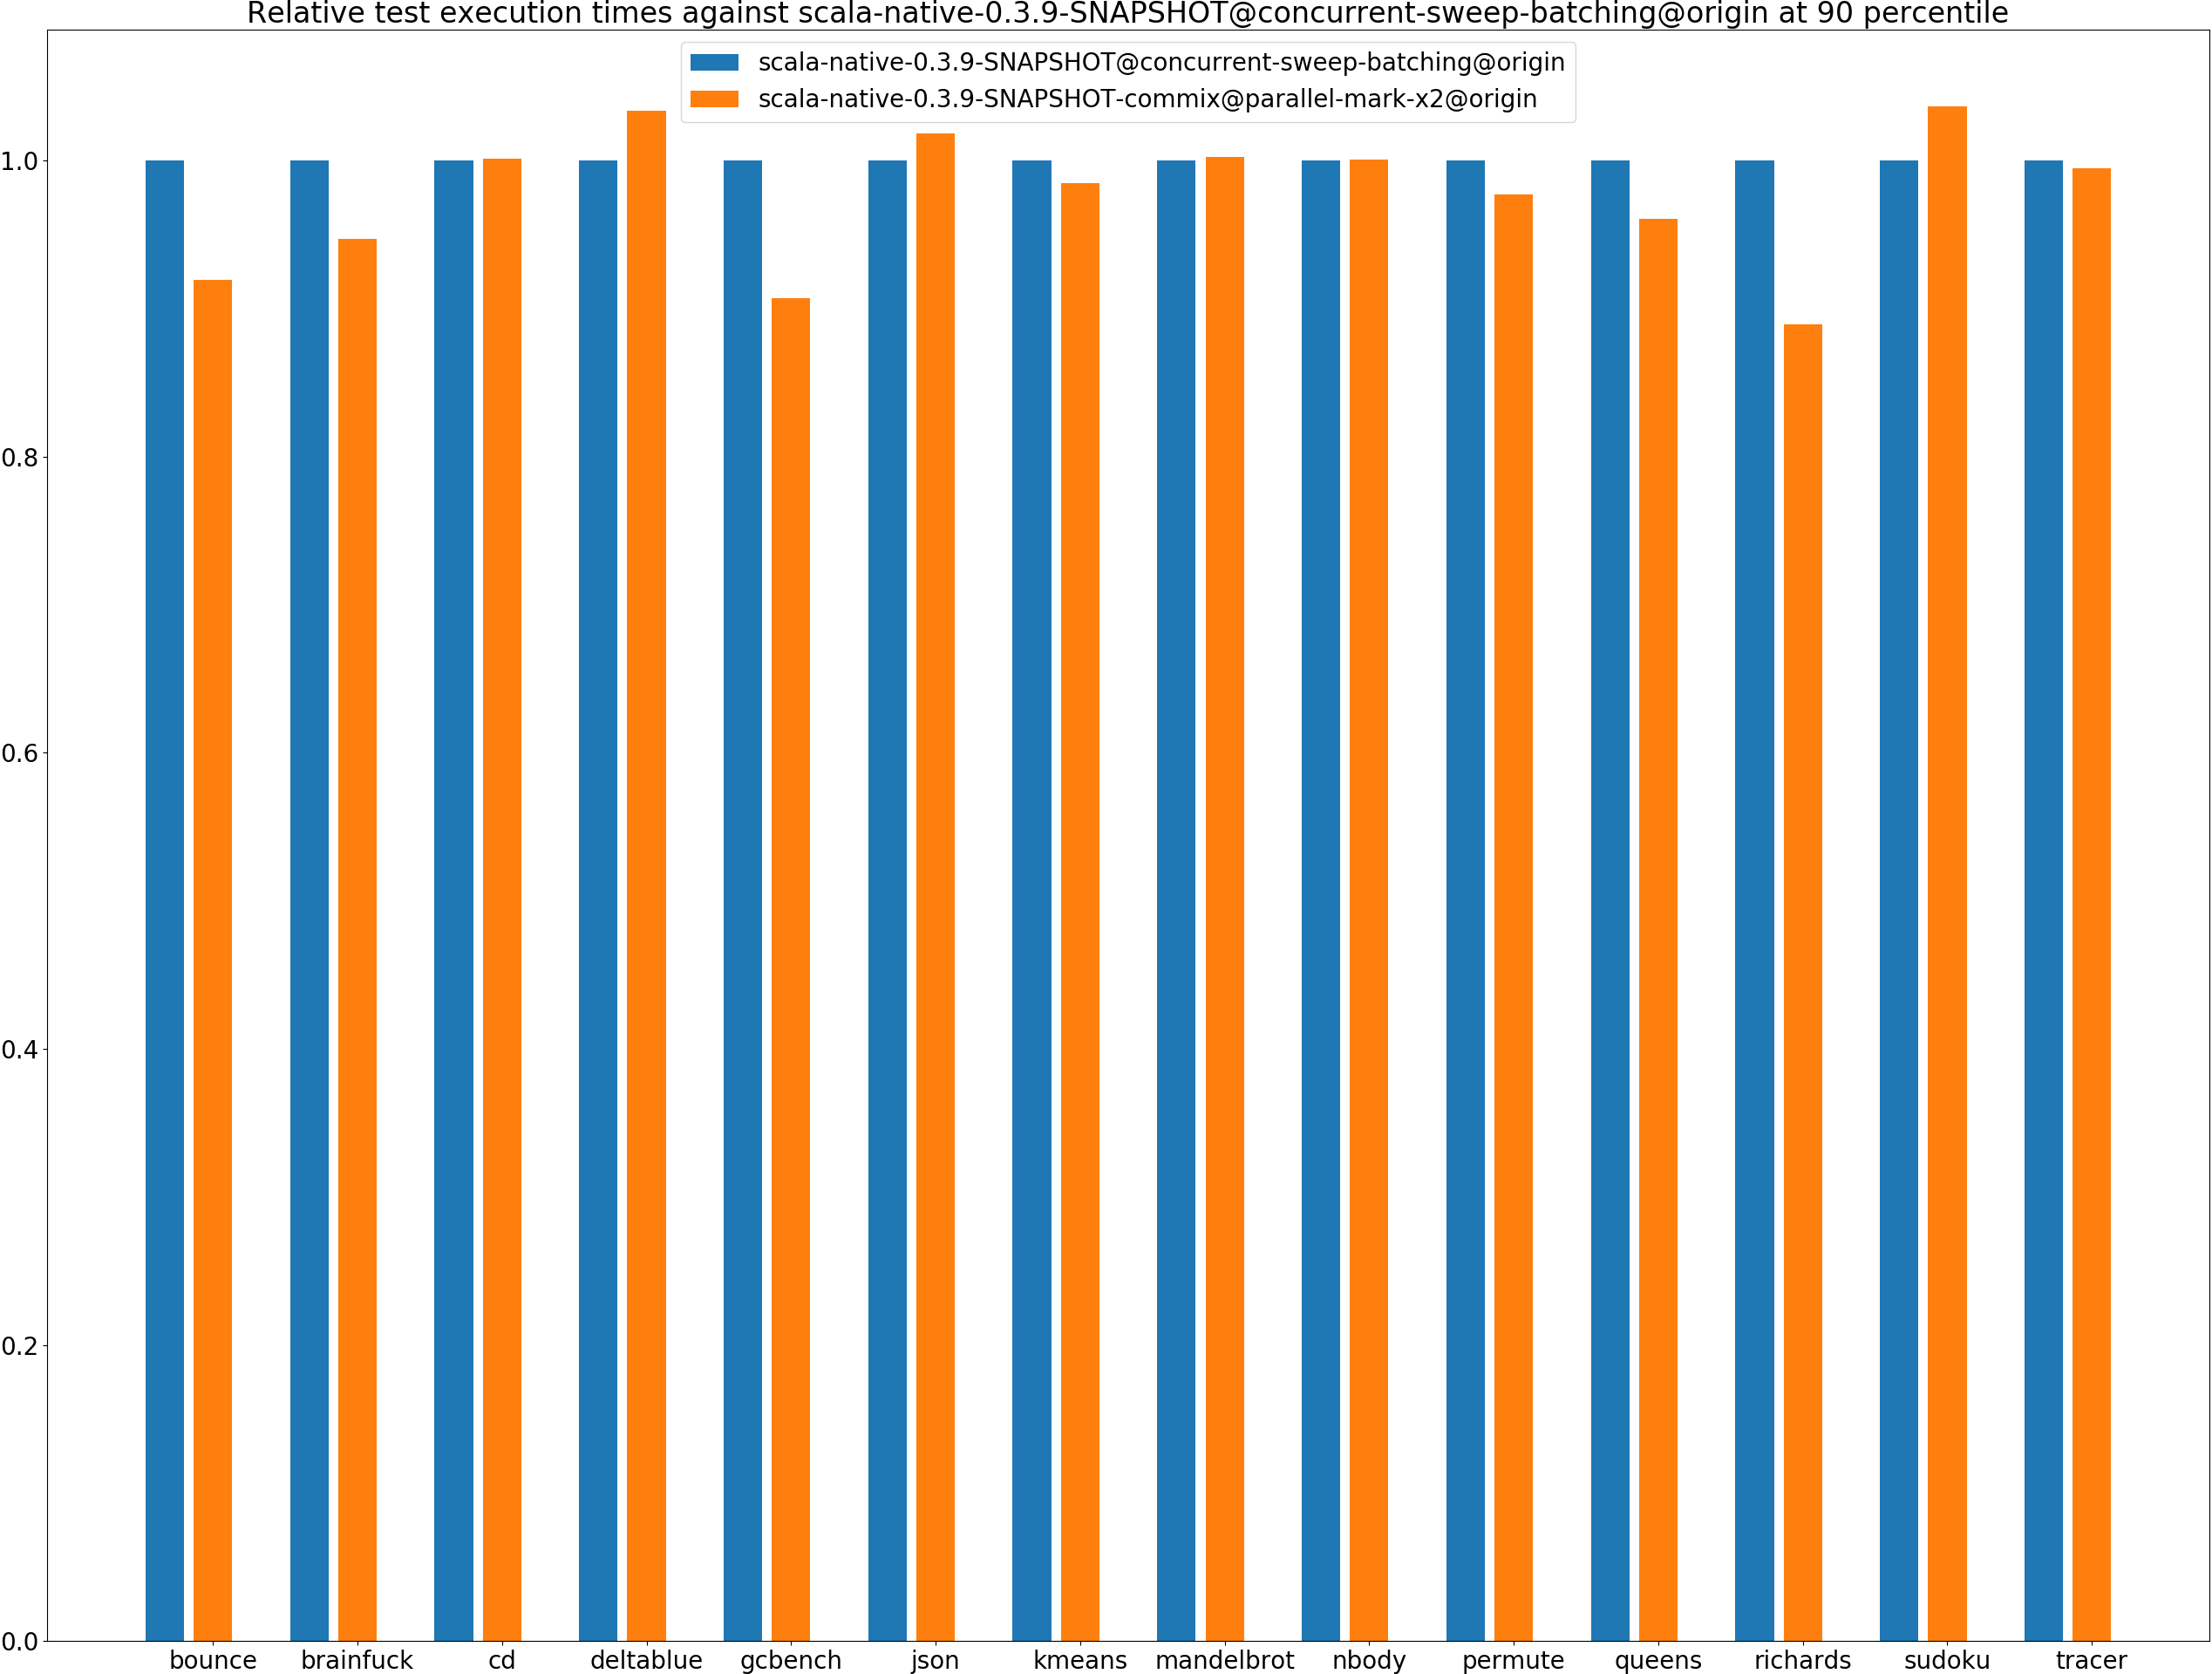 Relative test execution times against scala-native-0.3.9-SNAPSHOT@concurrent-sweep-batching@origin at 90 percentile
scala-native-0.3.9-SNAPSHOT@concurrent-sweep-batching@origin
scala-native-0.3.9-SNAPSHOT-commix@parallel-mark-x2@origin
1.0
0.8
0.6
0.4
0.2
0.0
bounce brainfuck cd deltablue gcbench json kmeans mandelbrot nbody permute queens richards sudoku tracer